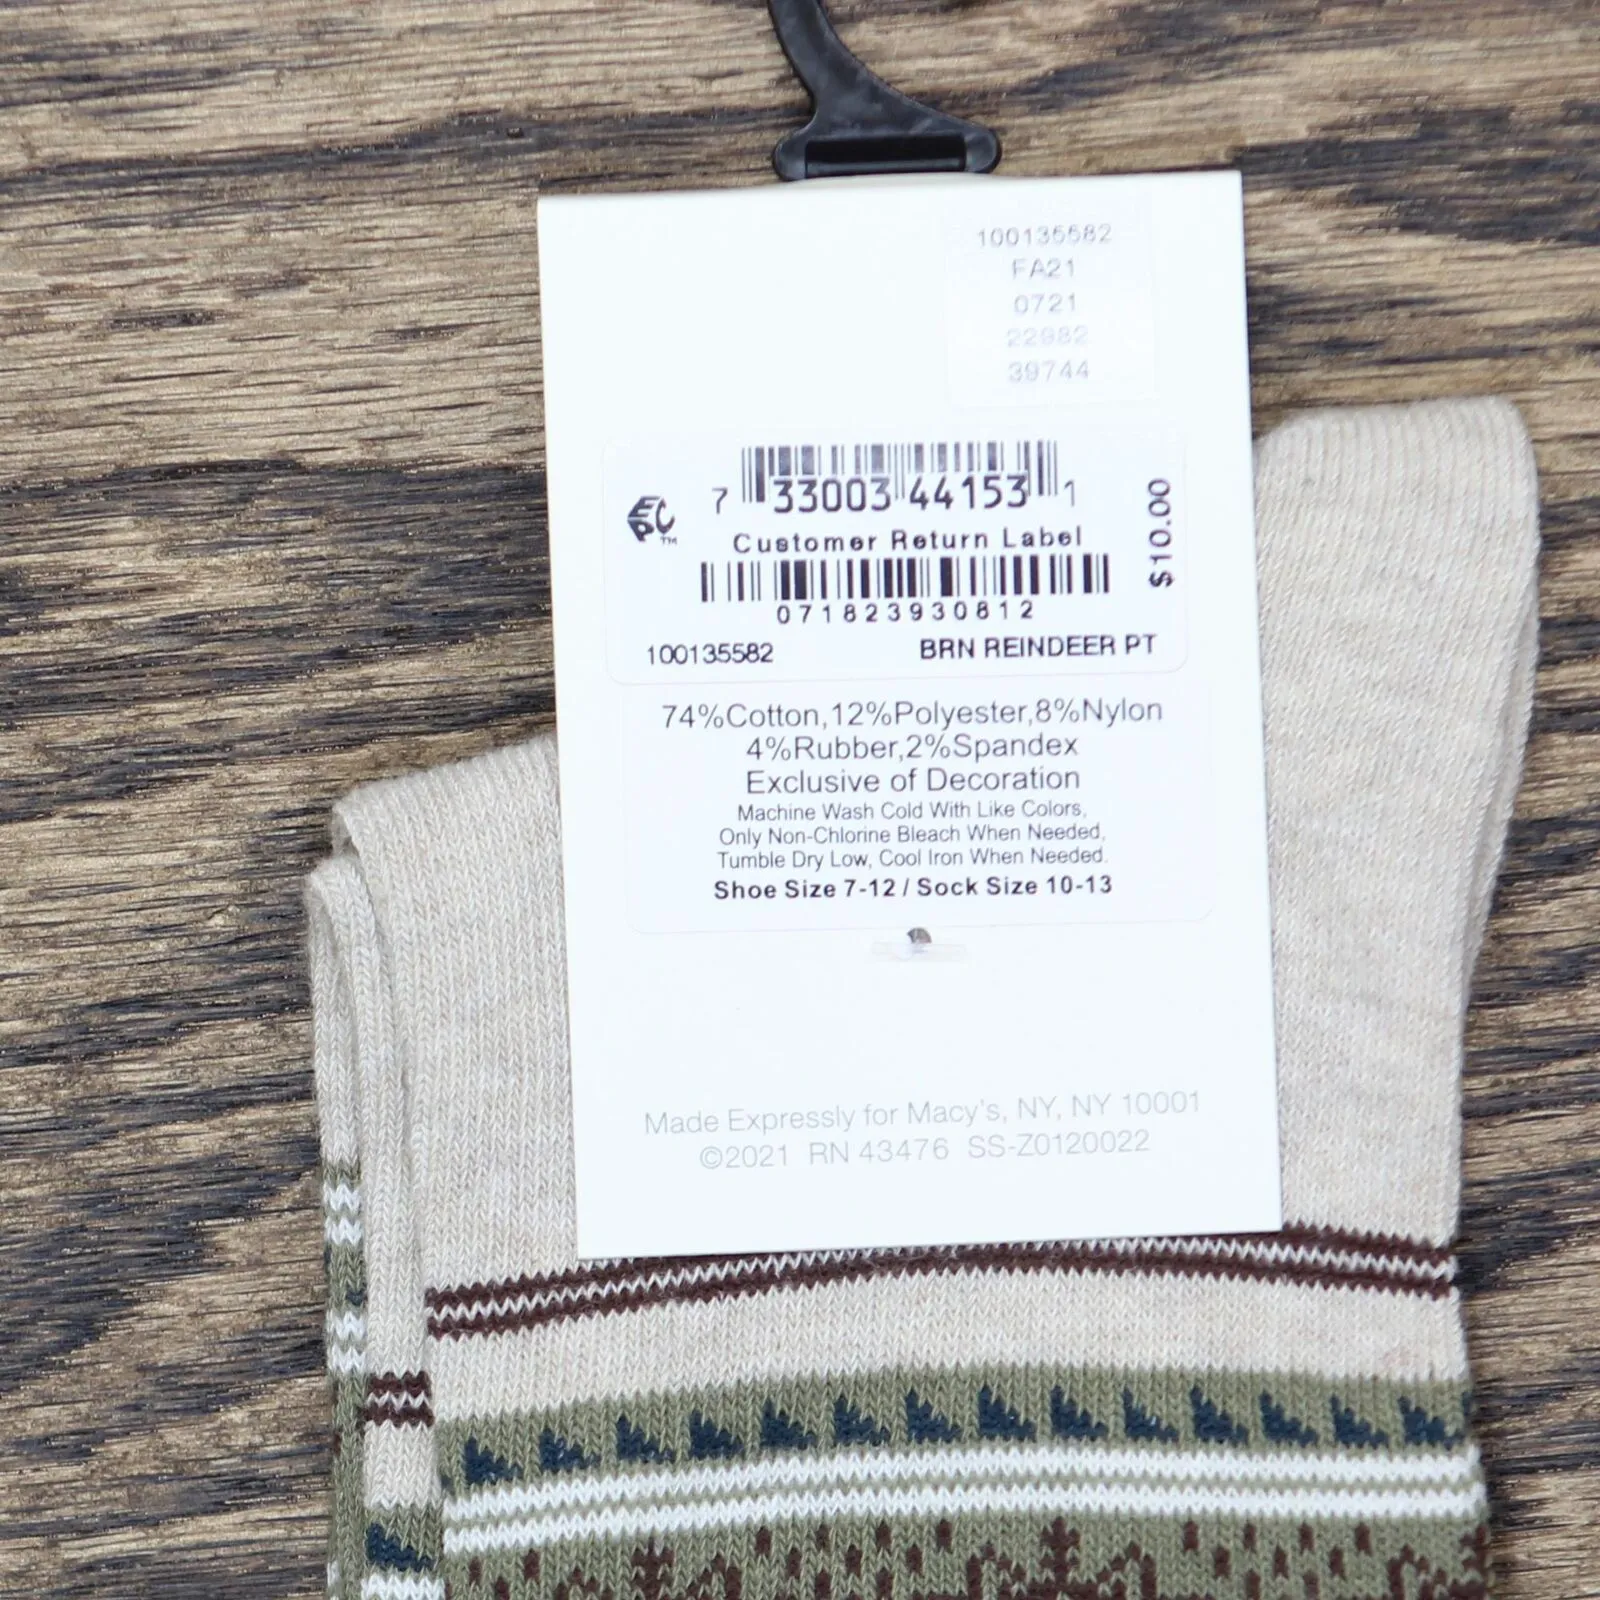 100135582
FA21
0721
22982
39744
7 33003 44153 1
EPC™
Customer Return Label
$10.00
071823930812
100135582 BRN REINDEER PT
74%Cotton,12%Polyester,8%Nylon
4%Rubber,2%Spandex
Exclusive of Decoration
Machine Wash Cold With Like Colors,
Only Non-Chlorine Bleach When Needed,
Tumble Dry Low, Cool Iron When Needed.
Shoe Size 7-12 / Sock Size 10-13
Made Expressly for Macy's, NY, NY 10001
©2021 RN 43476 SS-Z0120022